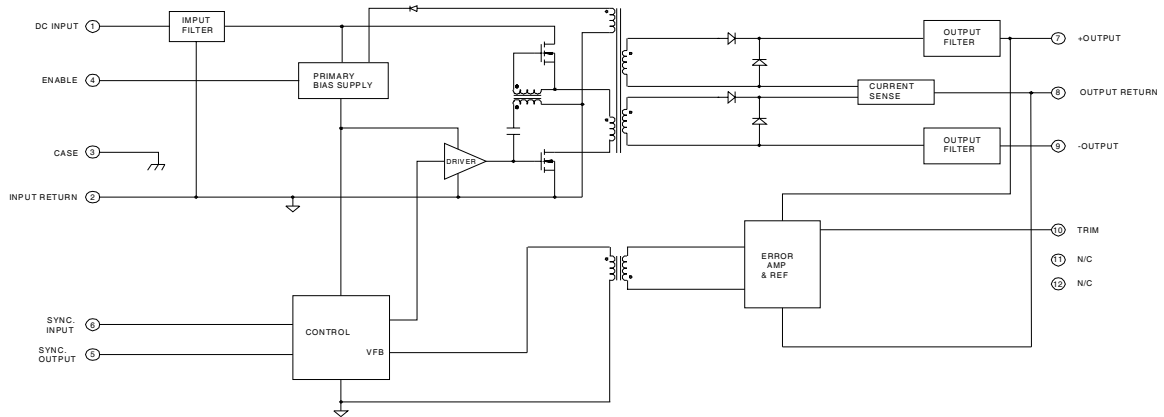 DC INPUT
1
IMPUT
FILTER
ENABLE
4
PRIMARY
BIAS SUPPLY
CASE
3
INPUT RETURN
2
DRIVER
SYNC.
INPUT
6
SYNC.
OUTPUT
5
CONTROL
VFB
OUTPUT
FILTER
7
+OUTPUT
CURRENT
SENSE
8
OUTPUT RETURN
OUTPUT
FILTER
9
-OUTPUT
ERROR
AMP
& REF
10
TRIM
11
N/C
12
N/C